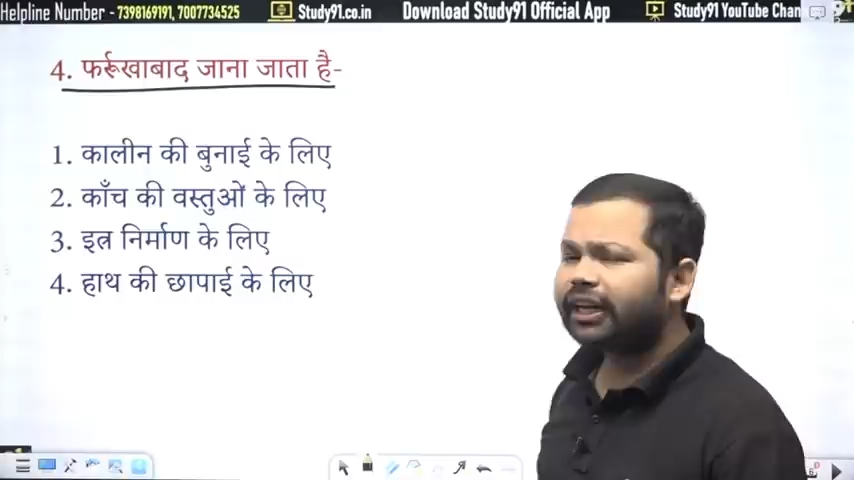 Helpline Number - 7398169191, 7007734525 Study91.co.in Download Study91 Official App Study91 YouTube Chan
4. फर्रूखाबाद जाना जाता है-
1. कालीन की बुनाई के लिए
2. काँच की वस्तुओं के लिए
3. इत्र निर्माण के लिए
4. हाथ की छापाई के लिए